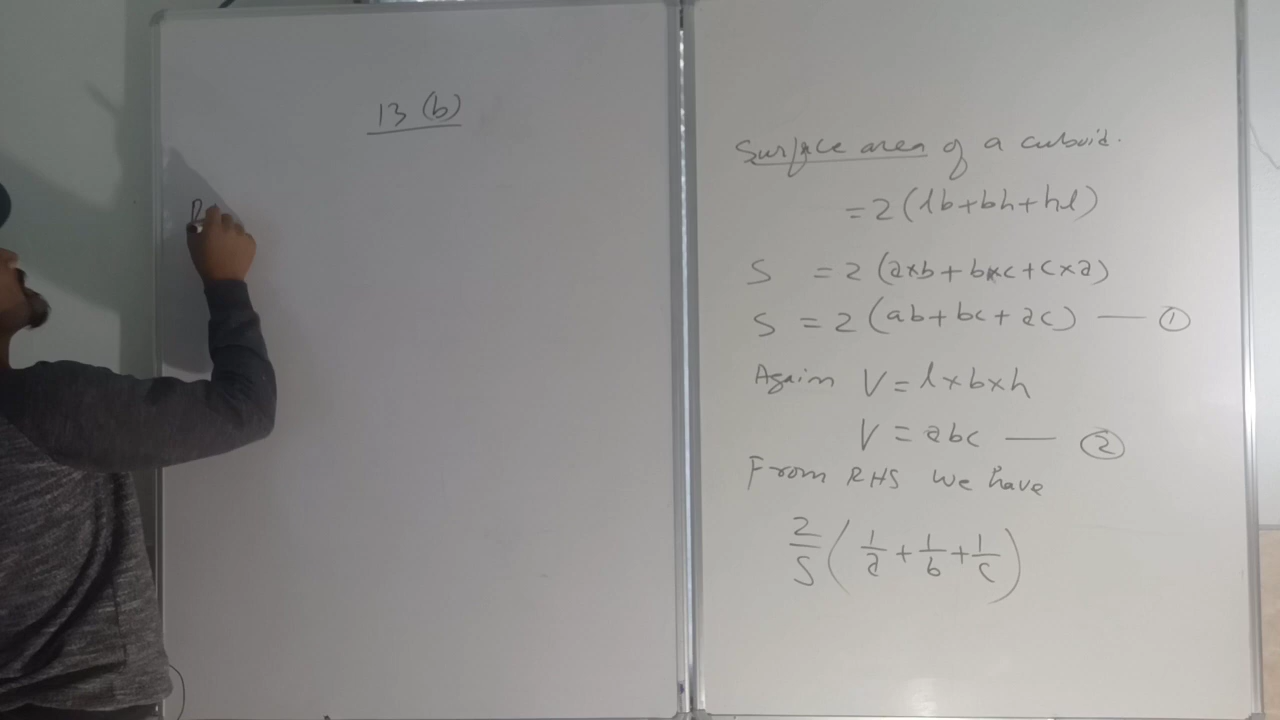 13 (b)
Surface area of a cuboid.
= 2 (lb+bh+hl)
S = 2 (a×b+b×c+c×a)
S = 2 (ab+bc+ac) — ①
Again V = l×b×h
V = abc — ②
From RHS we have
2/S (1/a + 1/b + 1/c)